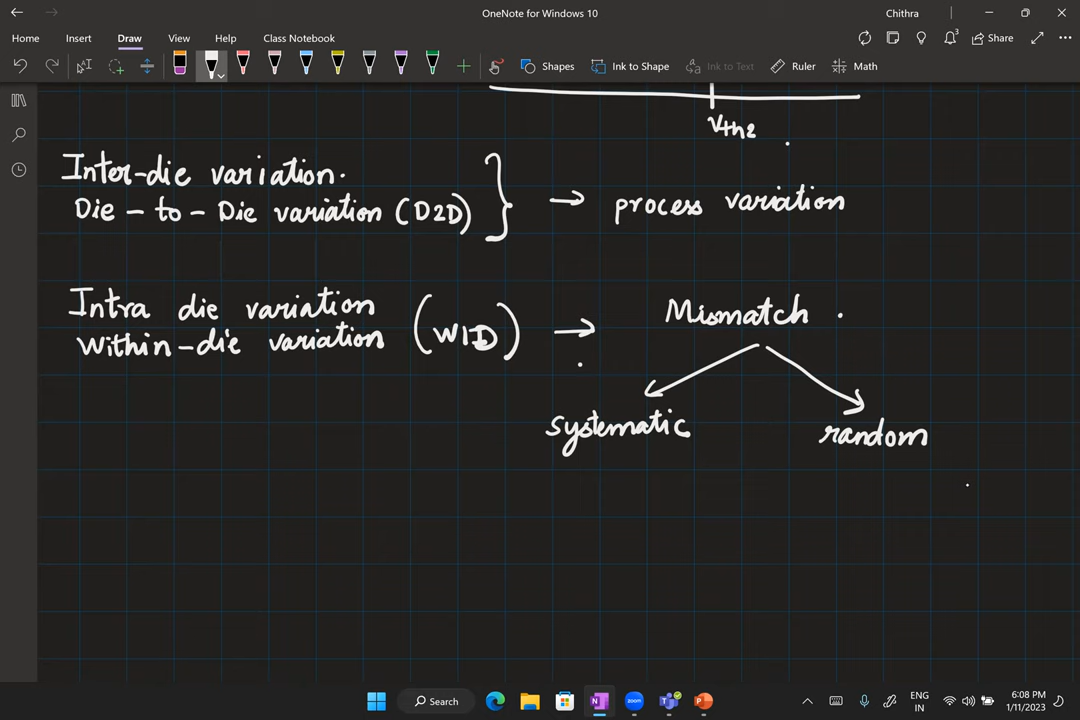 OneNote for Windows 10
Chithra
Home Insert Draw View Help Class Notebook
Share
Shapes Ink to Shape Ink to Text Ruler Math
Vth2
Inter-die variation.
Die - to - Die variation (D2D) → process variation
Intra die variation
within-die variation (WID) → Mismatch .
systematic random
Search
ENG
IN
6:08 PM
1/11/2023